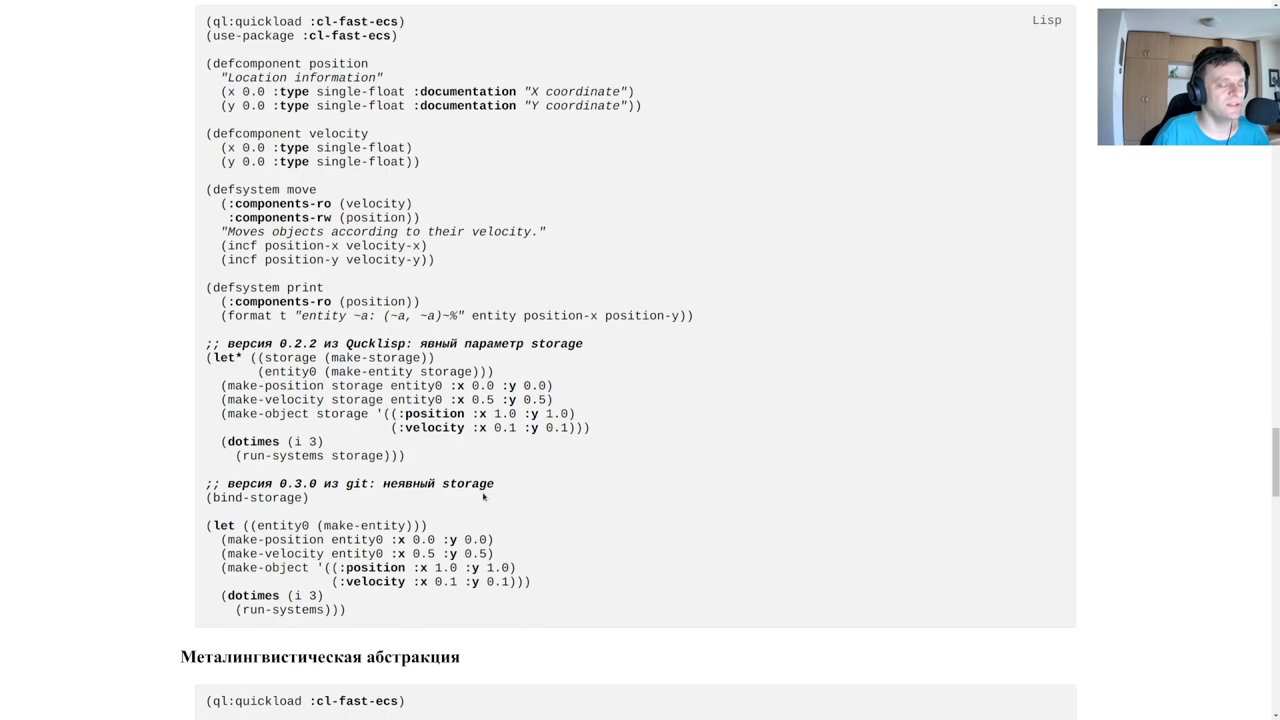 Lisp
(ql:quickload :cl-fast-ecs)
(use-package :cl-fast-ecs)
(defcomponent position
  "Location information"
  (x 0.0 :type single-float :documentation "X coordinate")
  (y 0.0 :type single-float :documentation "Y coordinate"))
(defcomponent velocity
  (x 0.0 :type single-float)
  (y 0.0 :type single-float))
(defsystem move
  (:components-ro (velocity)
   :components-rw (position))
  "Moves objects according to their velocity."
  (incf position-x velocity-x)
  (incf position-y velocity-y))
(defsystem print
  (:components-ro (position))
  (format t "entity ~a: (~a, ~a)~%" entity position-x position-y))
;; версия 0.2.2 из Qucklisp: явный параметр storage
(let* ((storage (make-storage))
       (entity0 (make-entity storage)))
  (make-position storage entity0 :x 0.0 :y 0.0)
  (make-velocity storage entity0 :x 0.5 :y 0.5)
  (make-object storage '((:position :x 1.0 :y 1.0)
                         (:velocity :x 0.1 :y 0.1)))
  (dotimes (i 3)
    (run-systems storage)))
;; версия 0.3.0 из git: неявный storage
(bind-storage)
(let ((entity0 (make-entity)))
  (make-position entity0 :x 0.0 :y 0.0)
  (make-velocity entity0 :x 0.5 :y 0.5)
  (make-object '((:position :x 1.0 :y 1.0)
                 (:velocity :x 0.1 :y 0.1)))
  (dotimes (i 3)
    (run-systems)))
Металингвистическая абстракция
(ql:quickload :cl-fast-ecs)